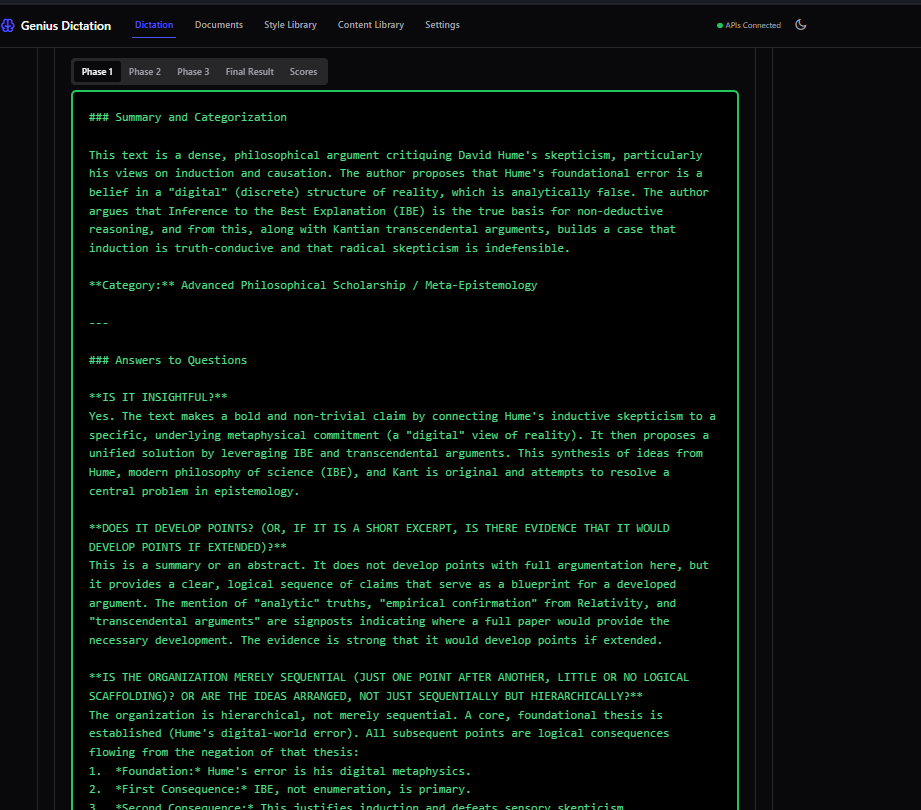 Genius Dictation
Dictation
Documents
Style Library
Content Library
Settings
APIs Connected
Phase 1
Phase 2
Phase 3
Final Result
Scores
### Summary and Categorization
This text is a dense, philosophical argument critiquing David Hume's skepticism, particularly
his views on induction and causation. The author proposes that Hume's foundational error is a
belief in a "digital" (discrete) structure of reality, which is analytically false. The author
argues that Inference to the Best Explanation (IBE) is the true basis for non-deductive
reasoning, and from this, along with Kantian transcendental arguments, builds a case that
induction is truth-conducive and that radical skepticism is indefensible.
**Category:** Advanced Philosophical Scholarship / Meta-Epistemology
---
### Answers to Questions
**IS IT INSIGHTFUL?**
Yes. The text makes a bold and non-trivial claim by connecting Hume's inductive skepticism to a
specific, underlying metaphysical commitment (a "digital" view of reality). It then proposes a
unified solution by leveraging IBE and transcendental arguments. This synthesis of ideas from
Hume, modern philosophy of science (IBE), and Kant is original and attempts to resolve a
central problem in epistemology.
**DOES IT DEVELOP POINTS? (OR, IF IT IS A SHORT EXCERPT, IS THERE EVIDENCE THAT IT WOULD
DEVELOP POINTS IF EXTENDED)?**
This is a summary or an abstract. It does not develop points with full argumentation here, but
it provides a clear, logical sequence of claims that serve as a blueprint for a developed
argument. The mention of "analytic" truths, "empirical confirmation" from Relativity, and
"transcendental arguments" are signposts indicating where a full paper would provide the
necessary development. The evidence is strong that it would develop points if extended.
**IS THE ORGANIZATION MERELY SEQUENTIAL (JUST ONE POINT AFTER ANOTHER, LITTLE OR NO LOGICAL
SCAFFOLDING)? OR ARE THE IDEAS ARRANGED, NOT JUST SEQUENTIALLY BUT HIERARCHICALLY?**
The organization is hierarchical, not merely sequential. A core, foundational thesis is
established (Hume's digital-world error). All subsequent points are logical consequences
flowing from the negation of that thesis:
1. *Foundation:* Hume's error is his digital metaphysics.
2. *First Consequence:* IBE, not enumeration, is primary.
3. *Second Consequence:* This justifies induction and defeats sensory skepticism.